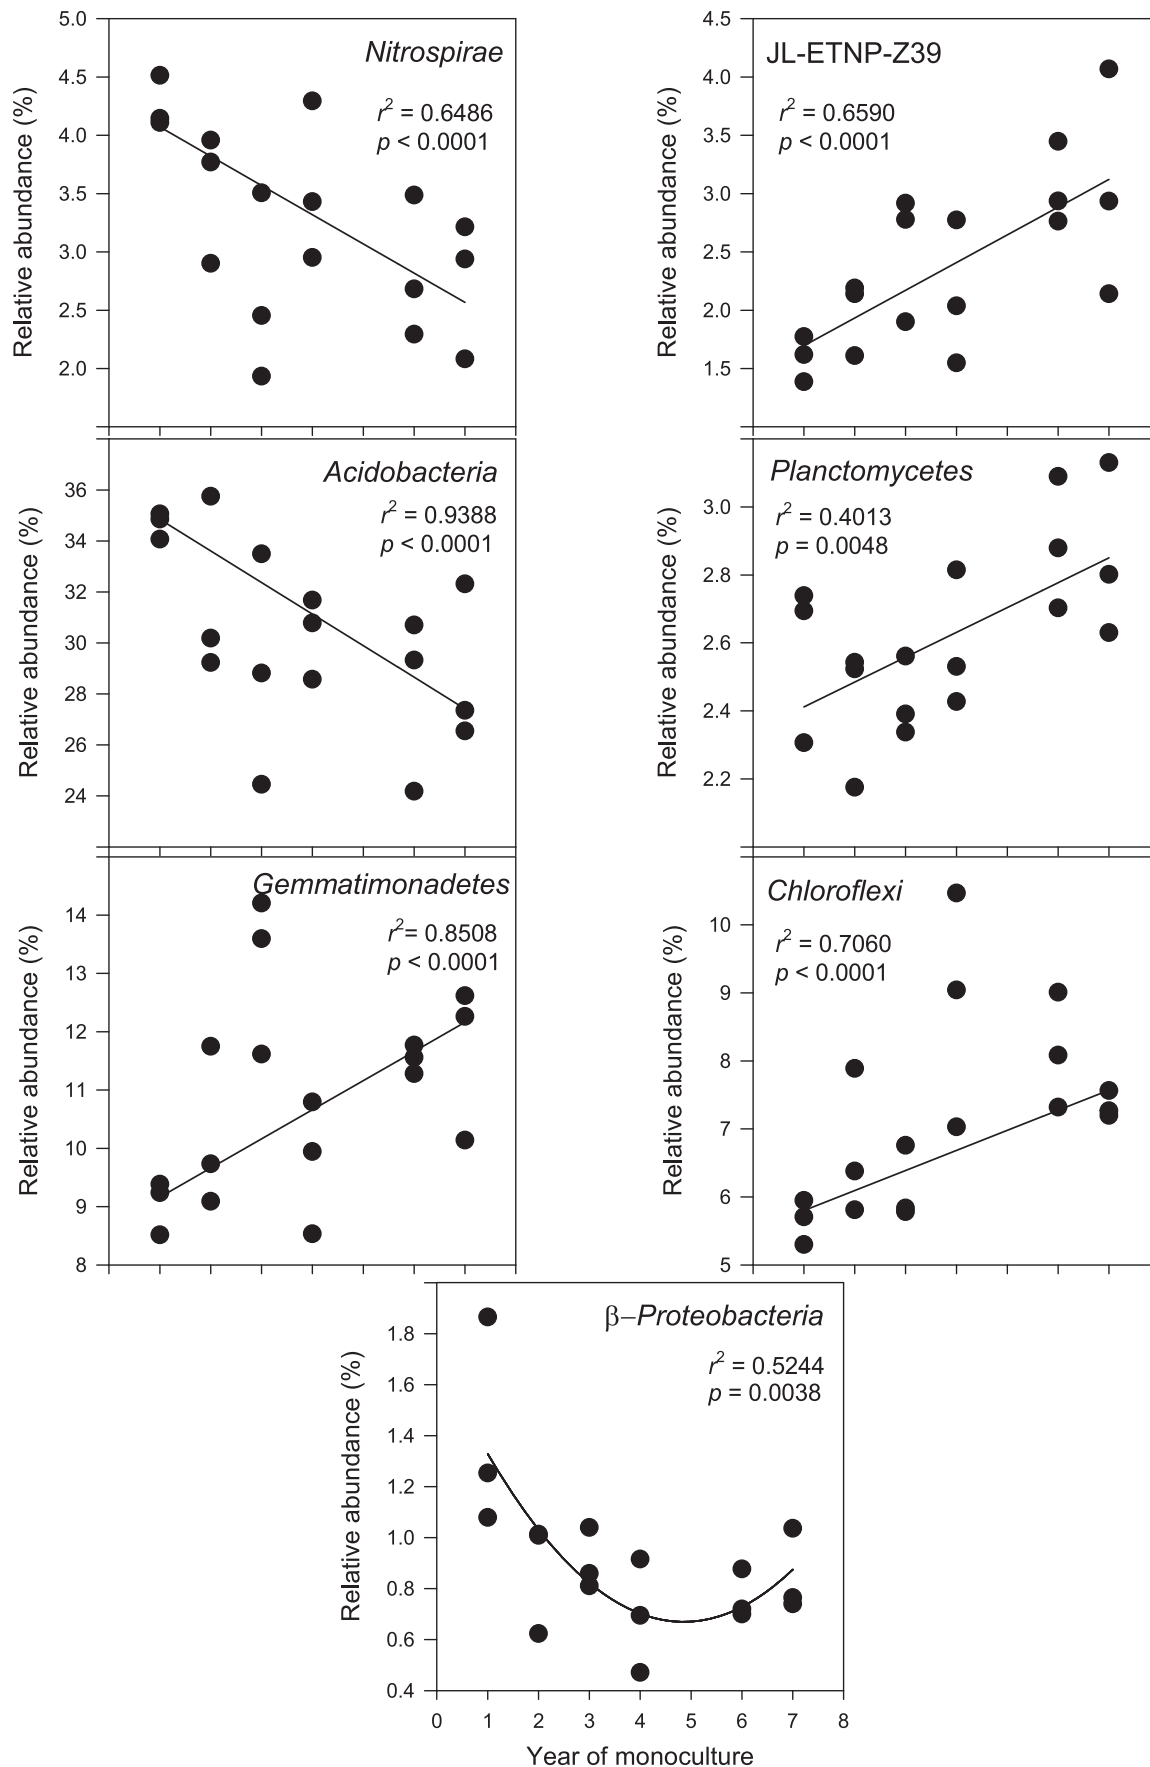 Nitrospirae
r² = 0.6486
p < 0.0001
Relative abundance (%)
5.0
4.5
4.0
3.5
3.0
2.5
2.0
JL-ETNP-Z39
r² = 0.6590
p < 0.0001
Relative abundance (%)
4.5
4.0
3.5
3.0
2.5
2.0
1.5
Acidobacteria
r² = 0.9388
p < 0.0001
Relative abundance (%)
36
34
32
30
28
26
24
Planctomycetes
r² = 0.4013
p = 0.0048
Relative abundance (%)
3.0
2.8
2.6
2.4
2.2
Gemmatimonadetes
r²= 0.8508
p < 0.0001
Relative abundance (%)
14
13
12
11
10
9
8
Chloroflexi
r² = 0.7060
p < 0.0001
Relative abundance (%)
10
9
8
7
6
5
β–Proteobacteria
r² = 0.5244
p = 0.0038
Relative abundance (%)
1.8
1.6
1.4
1.2
1.0
0.8
0.6
0.4
0 1 2 3 4 5 6 7 8
Year of monoculture